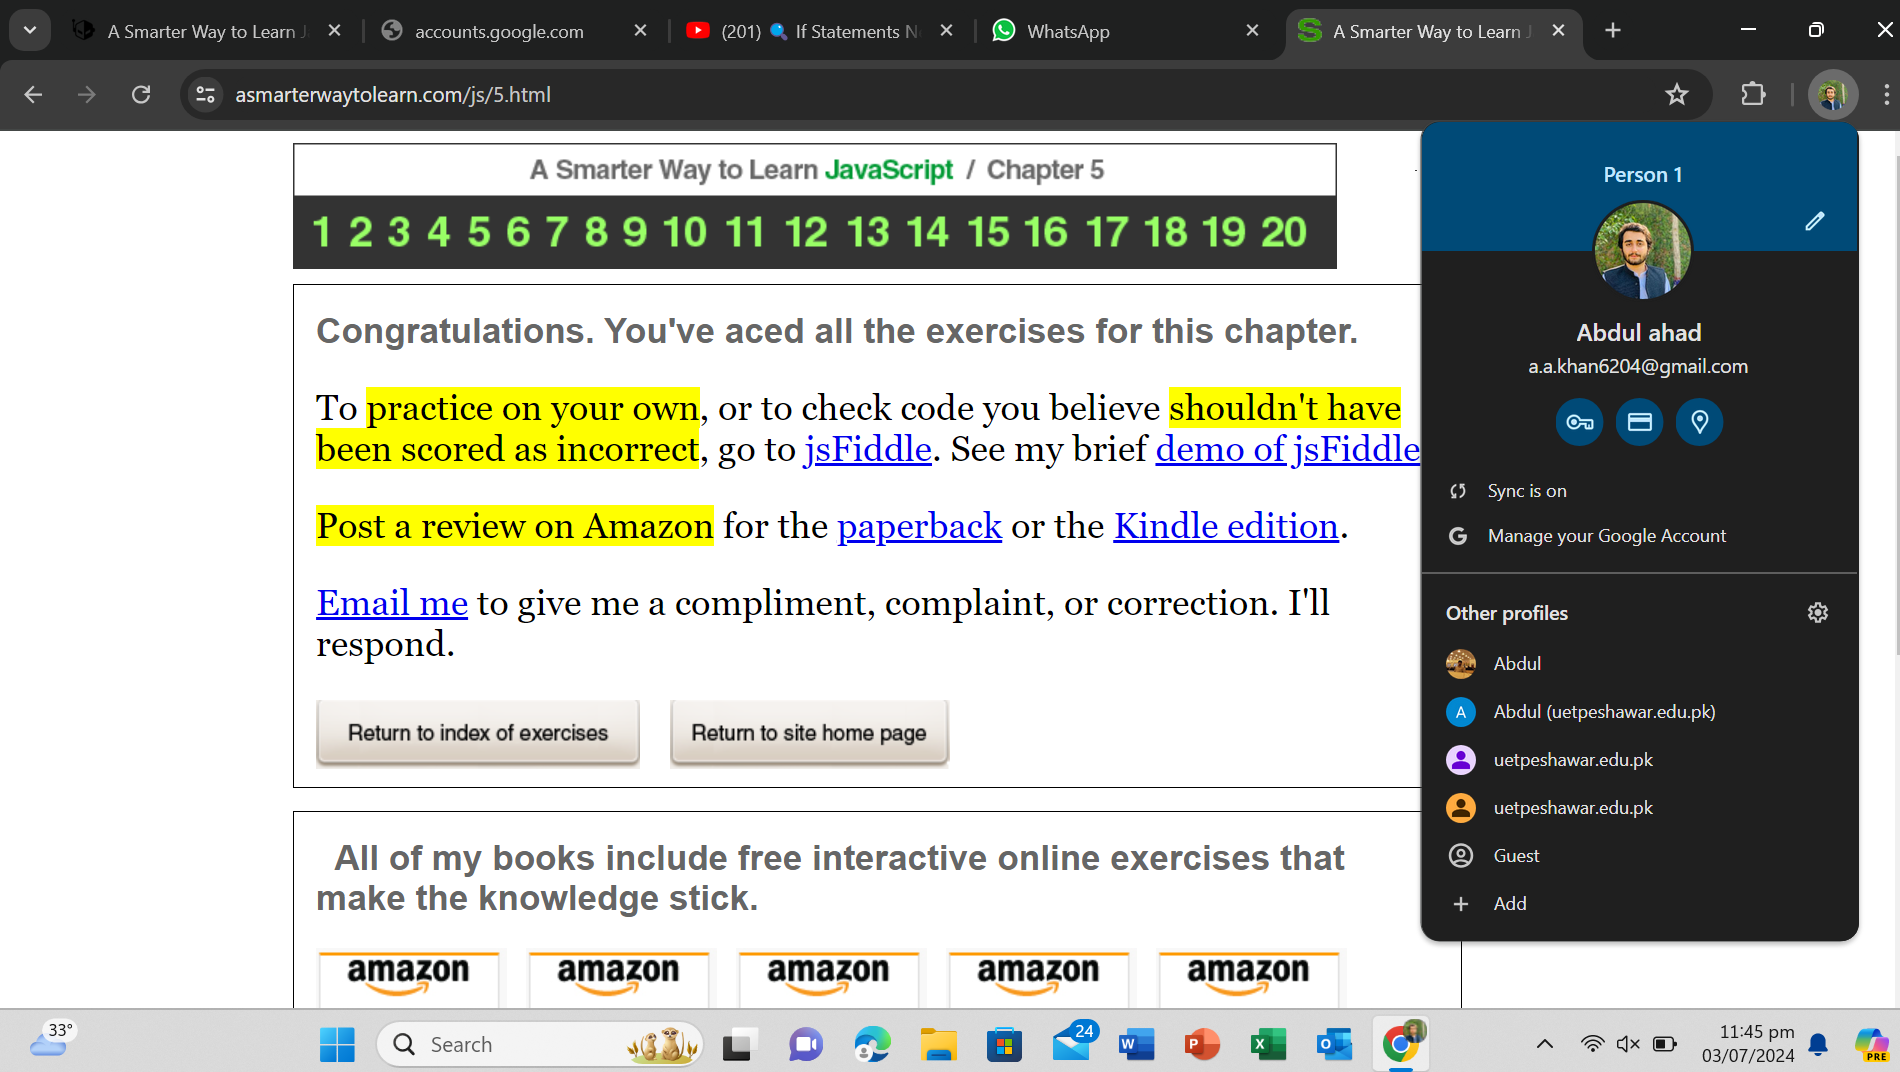 A Smarter Way to Learn J
accounts.google.com
(201) 🔍 If Statements N
WhatsApp
A Smarter Way to Learn J
asmarterwaytolearn.com/js/5.html
A Smarter Way to Learn JavaScript / Chapter 5
1 2 3 4 5 6 7 8 9 10 11 12 13 14 15 16 17 18 19 20
Congratulations. You've aced all the exercises for this chapter.
To practice on your own, or to check code you believe shouldn't have
been scored as incorrect, go to jsFiddle. See my brief demo of jsFiddle
Post a review on Amazon for the paperback or the Kindle edition.
Email me to give me a compliment, complaint, or correction. I'll
respond.
Return to index of exercises
Return to site home page
All of my books include free interactive online exercises that
make the knowledge stick.
amazon amazon amazon amazon amazon
Person 1
Abdul ahad
a.a.khan6204@gmail.com
Sync is on
G Manage your Google Account
Other profiles
Abdul
A Abdul (uetpeshawar.edu.pk)
uetpeshawar.edu.pk
uetpeshawar.edu.pk
Guest
+ Add
33°
Search
24
W
P
X
O
11:45 pm
03/07/2024
PRE